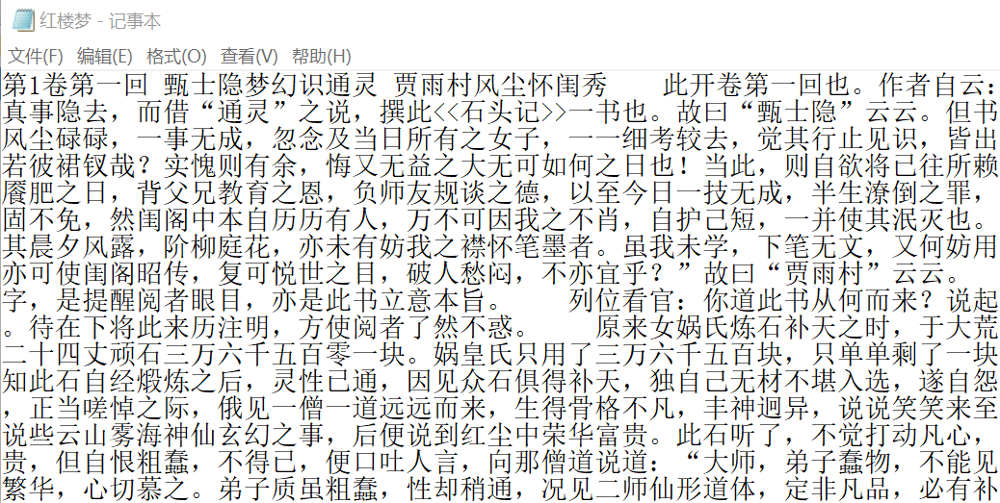 红楼梦 - 记事本
文件(F) 编辑(E) 格式(O) 查看(V) 帮助(H)
第1卷第一回 甄士隐梦幻识通灵 贾雨村风尘怀闺秀 此开卷第一回也。作者自云：
真事隐去，而借“通灵”之说，撰此<<石头记>>一书也。故曰“甄士隐”云云。但书
风尘碌碌，一事无成，忽念及当日所有之女子，一一细考较去，觉其行止见识，皆出
若彼裙钗哉？实愧则有余，悔又无益之大无可如何之日也！当此，则自欲将已往所赖
餍肥之日，背父兄教育之恩，负师友规谈之德，以至今日一技无成，半生潦倒之罪，
固不免，然闺阁中本自历历有人，万不可因我之不肖，自护己短，一并使其泯灭也。
其晨夕风露，阶柳庭花，亦未有妨我之襟怀笔墨者。虽我未学，下笔无文，又何妨用
亦可使闺阁昭传，复可悦世之目，破人愁闷，不亦宜乎？”故曰“贾雨村”云云。
字，是提醒阅者眼目，亦是此书立意本旨。 列位看官：你道此书从何而来？说起
。待在下将此来历注明，方使阅者了然不惑。 原来女娲氏炼石补天之时，于大荒
二十四丈顽石三万六千五百零一块。娲皇氏只用了三万六千五百块，只单单剩了一块
知此石自经煅炼之后，灵性已通，因见众石俱得补天，独自己无材不堪入选，遂自怨
，正当嗟悼之际，俄见一僧一道远远而来，生得骨格不凡，丰神迥异，说说笑笑来至
说些云山雾海神仙玄幻之事，后便说到红尘中荣华富贵。此石听了，不觉打动凡心，
贵，但自恨粗蠢，不得已，便口吐人言，向那僧道说道：“大师，弟子蠢物，不能见
繁华，心切慕之。弟子质虽粗蠢，性却稍通，况见二师仙形道体，定非凡品，必有补